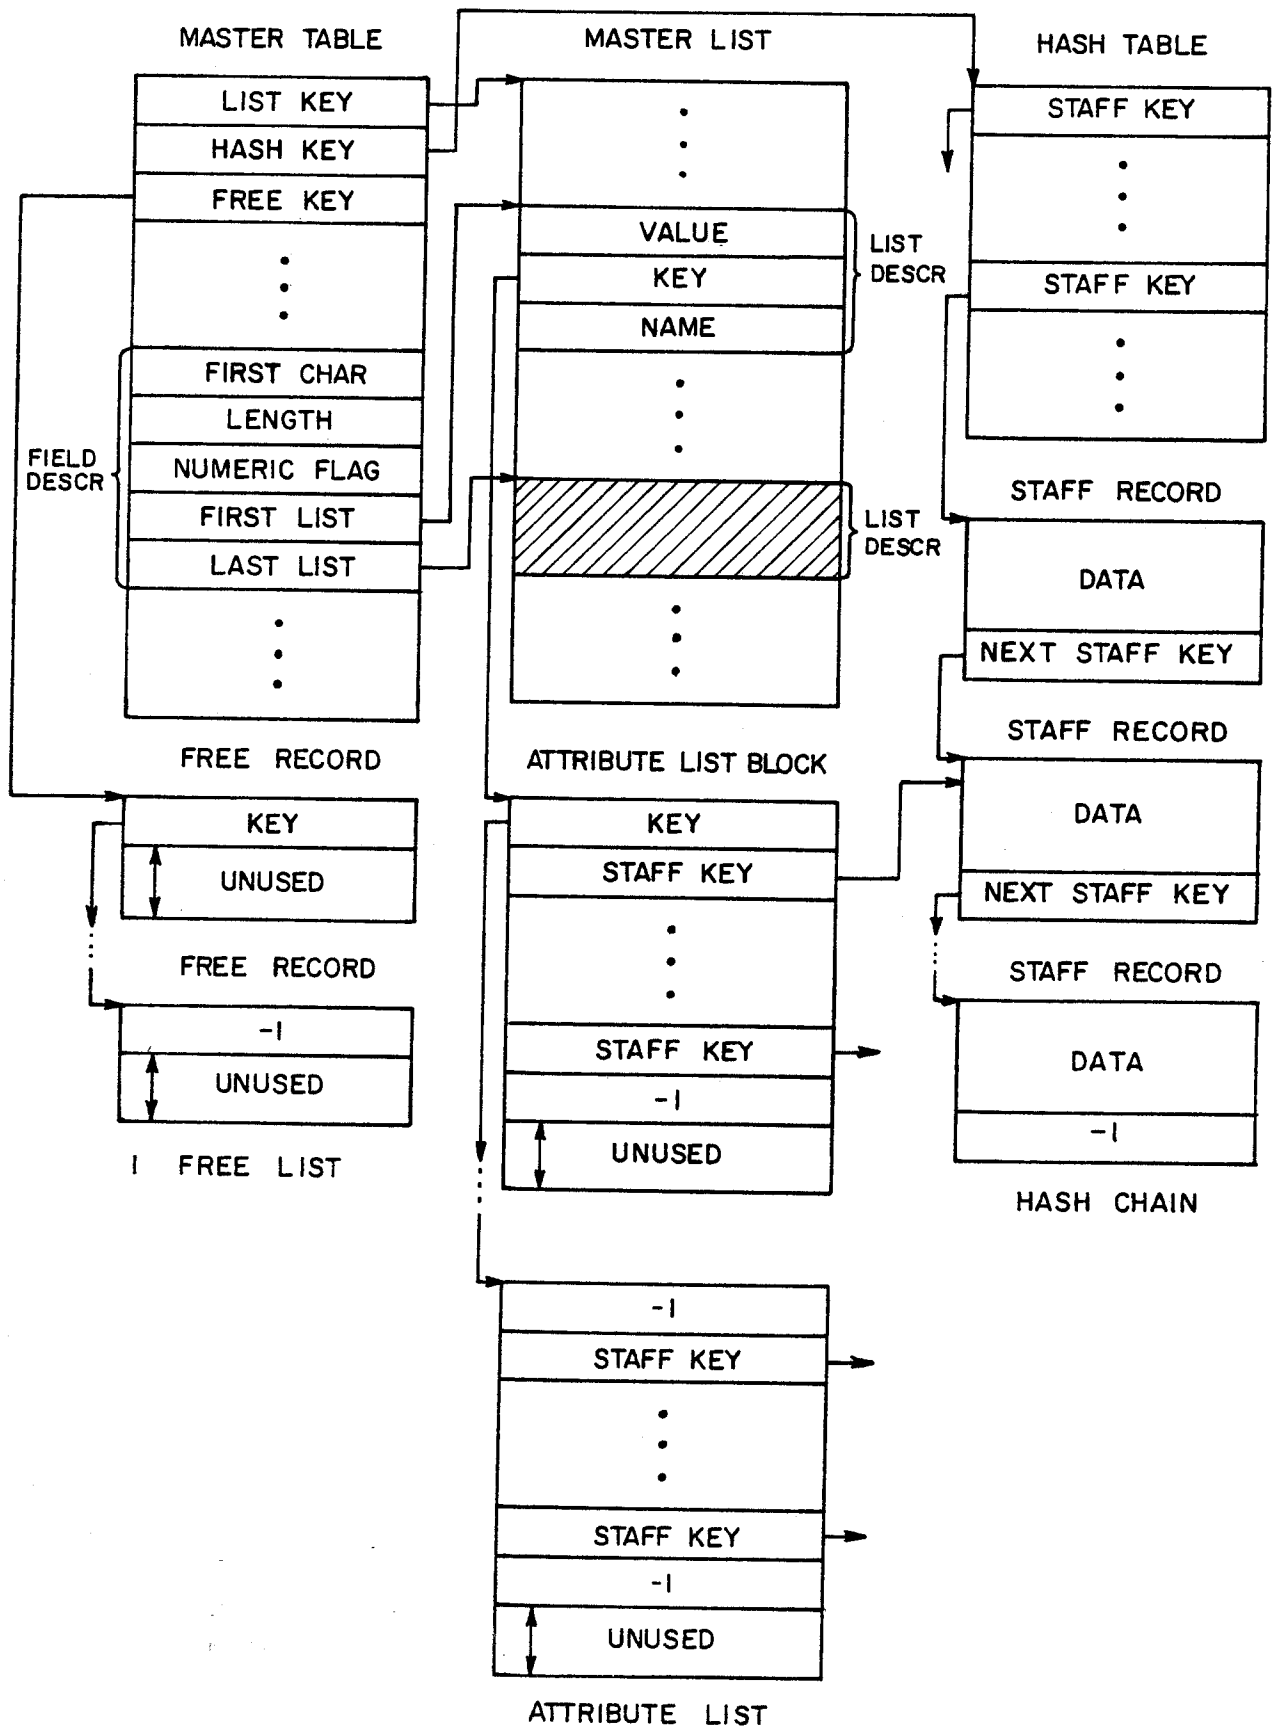 MASTER TABLE
LIST KEY
HASH KEY
FREE KEY
FIRST CHAR
LENGTH
NUMERIC FLAG
FIRST LIST
LAST LIST
FIELD
DESCR
FREE RECORD
KEY
UNUSED
FREE RECORD
-1
UNUSED
1 FREE LIST
MASTER LIST
VALUE
KEY
NAME
LIST
DESCR
LIST
DESCR
ATTRIBUTE LIST BLOCK
KEY
STAFF KEY
STAFF KEY
-1
UNUSED
-1
STAFF KEY
STAFF KEY
-1
UNUSED
ATTRIBUTE LIST
HASH TABLE
STAFF KEY
STAFF KEY
STAFF RECORD
DATA
NEXT STAFF KEY
STAFF RECORD
DATA
NEXT STAFF KEY
STAFF RECORD
DATA
-1
HASH CHAIN